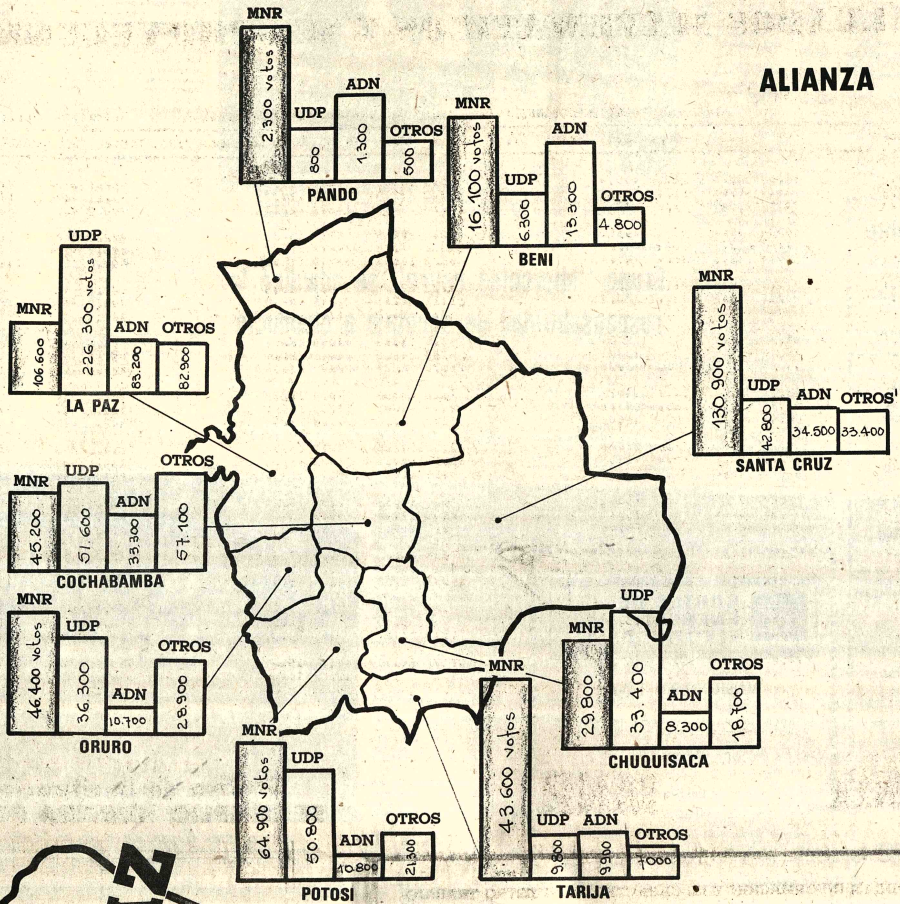 ALIANZA
MNR
2.300 votos
UDP
800
ADN
1.300
OTROS
500
PANDO
MNR
16.100 votos
UDP
6.300
ADN
13.300
OTROS
4.800
BENI
MNR
106.600
UDP
226.300 votos
ADN
83.200
OTROS
82.900
LA PAZ
MNR
130.900 votos
UDP
42.800
ADN
34.500
OTROS
33.400
SANTA CRUZ
MNR
45.200
UDP
51.600
ADN
33.300
OTROS
57.100
COCHABAMBA
MNR
46.400 votos
UDP
36.300
ADN
10.700
OTROS
28.900
ORURO
MNR
29.800
UDP
33.400
ADN
8.300
OTROS
18.700
CHUQUISACA
MNR
64.900 votos
UDP
50.800
ADN
10.800
OTROS
21.300
POTOSI
MNR
43.600 votos
UDP
9.800
ADN
9.900
OTROS
7000
TARIJA